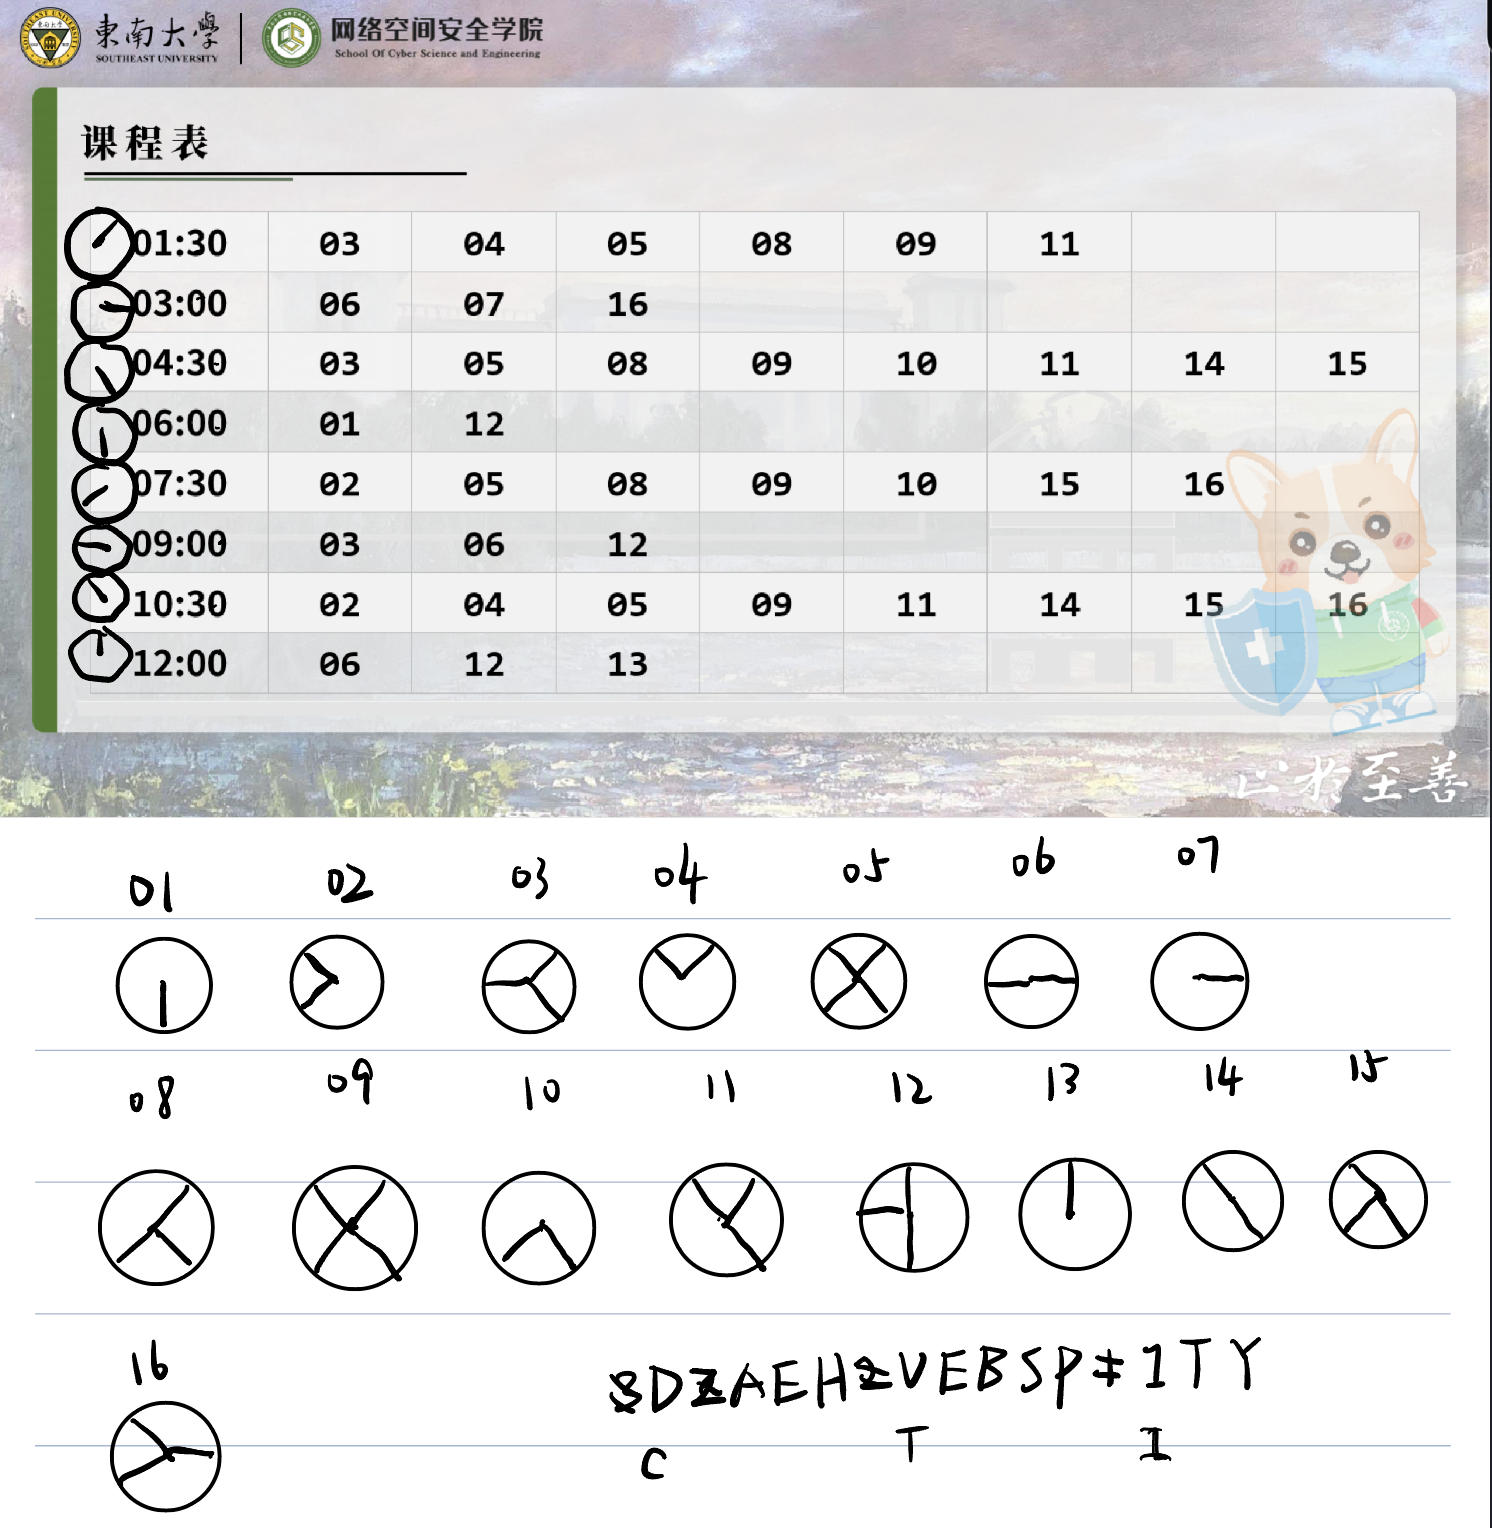 東南大學 网络空间安全学院
SOUTHEAST UNIVERSITY School Of Cyber Science and Engineering
课程表
01:30 03 04 05 08 09 11
03:00 06 07 16
04:30 03 05 08 09 10 11 14 15
06:00 01 12
07:30 02 05 08 09 10 15 16
09:00 03 06 12
10:30 02 04 05 09 11 14 15 16
12:00 06 12 13
止於至善
01 02 03 04 05 06 07
08 09 10 11 12 13 14 15
16
DZAEH2VEBSP‡1TY
C T I